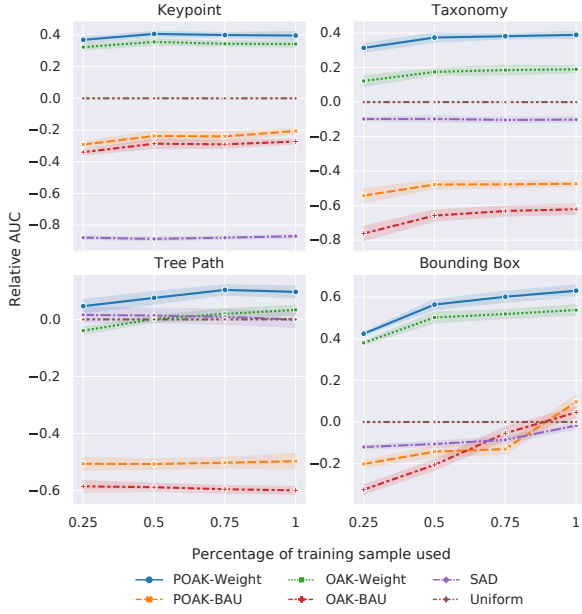 Keypoint
Taxonomy
0.4
0.2
0.0
−0.2
−0.4
−0.6
−0.8
0.4
0.2
0.0
−0.2
−0.4
−0.6
−0.8
Relative AUC
Tree Path
Bounding Box
0.0
−0.2
−0.4
−0.6
0.6
0.4
0.2
0.0
−0.2
0.25 0.5 0.75 1
0.25 0.5 0.75 1
Percentage of training sample used
POAK-Weight OAK-Weight SAD
POAK-BAU OAK-BAU Uniform